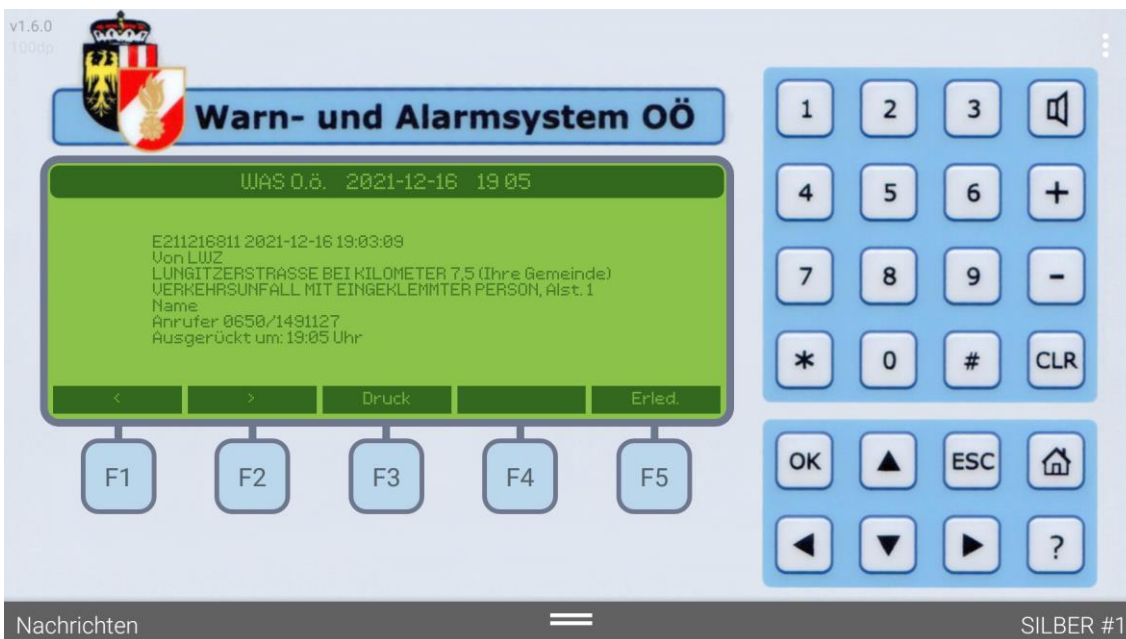 v1.6.0
100dp
Warn- und Alarmsystem OÖ
WAS O.ö. 2021-12-16 19 05
E211216811 2021-12-16 19:03:09
Von LWZ
LUNGITZERSTRASSE BEI KILOMETER 7,5 (Ihre Gemeinde)
VERKEHRSUNFALL MIT EINGEKLEMMTER PERSON, Alst. 1
Name
Anrufer 0650/1491127
Ausgerückt um: 19:05 Uhr
< > Druck Erled.
F1 F2 F3 F4 F5
1 2 3
4 5 6 +
7 8 9 -
* 0 # CLR
OK ▲ ESC
◀ ▼ ▶ ?
Nachrichten
SILBER #1